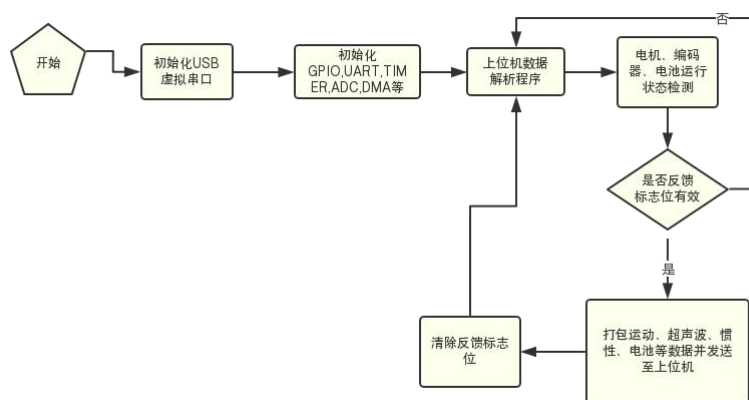 否
开始
初始化USB
虚拟串口
初始化
GPIO,UART,TIM
ER,ADC,DMA等
上位机数据
解析程序
电机、编码
器、电池运行
状态检测
是否反馈
标志位有效
是
打包运动、超声波、惯
性、电池等数据并发送
至上位机
清除反馈标志
位